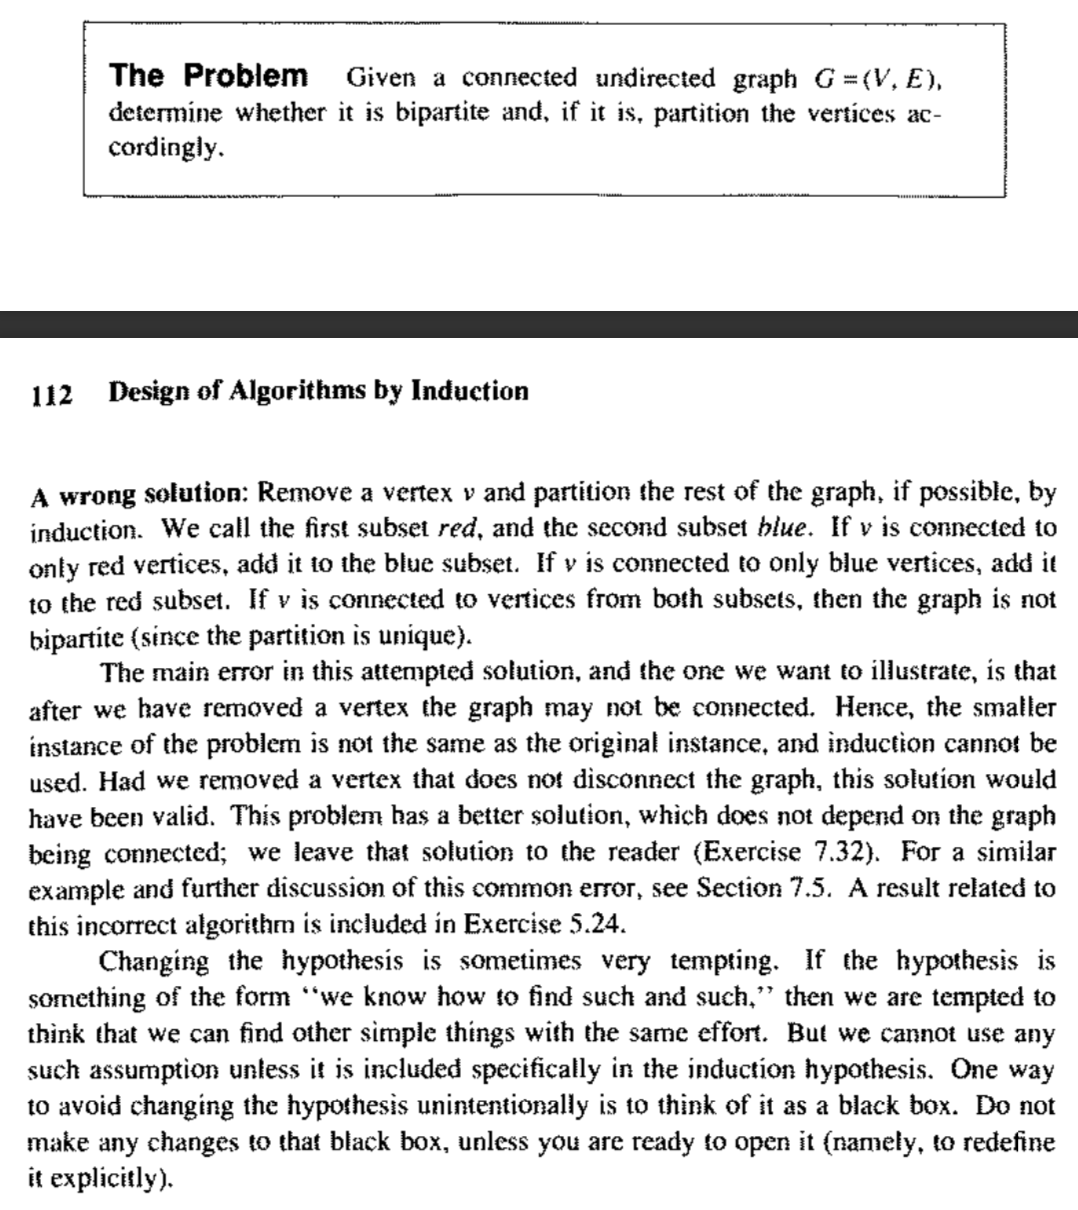 The Problem Given a connected undirected graph G =(V, E),
determine whether it is bipartite and, if it is, partition the vertices ac-
cordingly.
112 Design of Algorithms by Induction
A wrong solution: Remove a vertex v and partition the rest of the graph, if possible, by
induction. We call the first subset red, and the second subset blue. If v is connected to
only red vertices, add it to the blue subset. If v is connected to only blue vertices, add it
to the red subset. If v is connected to vertices from both subsets, then the graph is not
bipartite (since the partition is unique).
The main error in this attempted solution, and the one we want to illustrate, is that
after we have removed a vertex the graph may not be connected. Hence, the smaller
instance of the problem is not the same as the original instance, and induction cannot be
used. Had we removed a vertex that does not disconnect the graph, this solution would
have been valid. This problem has a better solution, which does not depend on the graph
being connected; we leave that solution to the reader (Exercise 7.32). For a similar
example and further discussion of this common error, see Section 7.5. A result related to
this incorrect algorithm is included in Exercise 5.24.
Changing the hypothesis is sometimes very tempting. If the hypothesis is
something of the form ‘‘we know how to find such and such,’’ then we are tempted to
think that we can find other simple things with the same effort. But we cannot use any
such assumption unless it is included specifically in the induction hypothesis. One way
to avoid changing the hypothesis unintentionally is to think of it as a black box. Do not
make any changes to that black box, unless you are ready to open it (namely, to redefine
it explicitly).